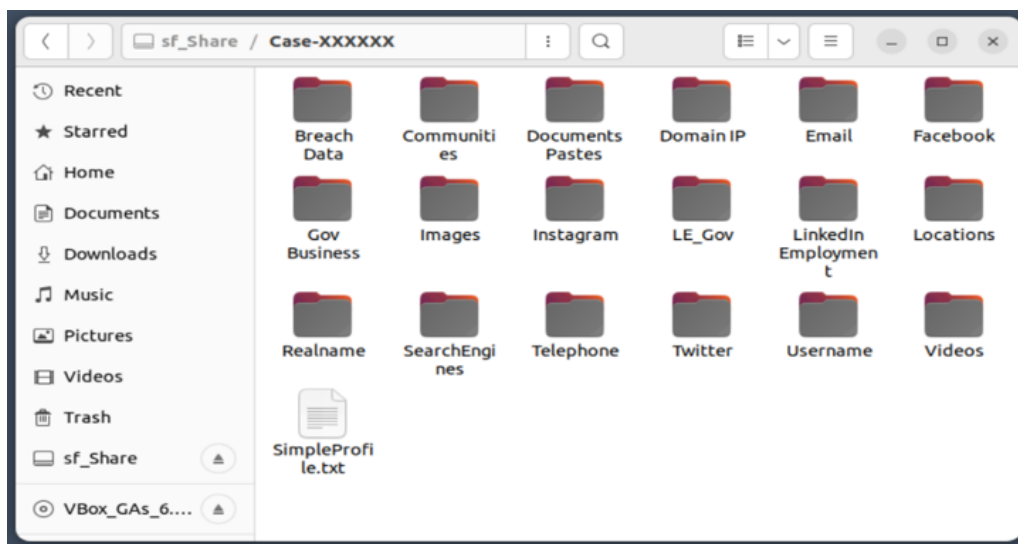 sf_Share / Case-XXXXXX
Recent
Starred
Home
Documents
Downloads
Music
Pictures
Videos
Trash
sf_Share
VBox_GAs_6....
Breach
Data
Communiti
es
Documents
Pastes
Domain IP
Email
Facebook
Gov
Business
Images
Instagram
LE_Gov
LinkedIn
Employmen
t
Locations
Realname
SearchEngi
nes
Telephone
Twitter
Username
Videos
SimpleProfi
le.txt